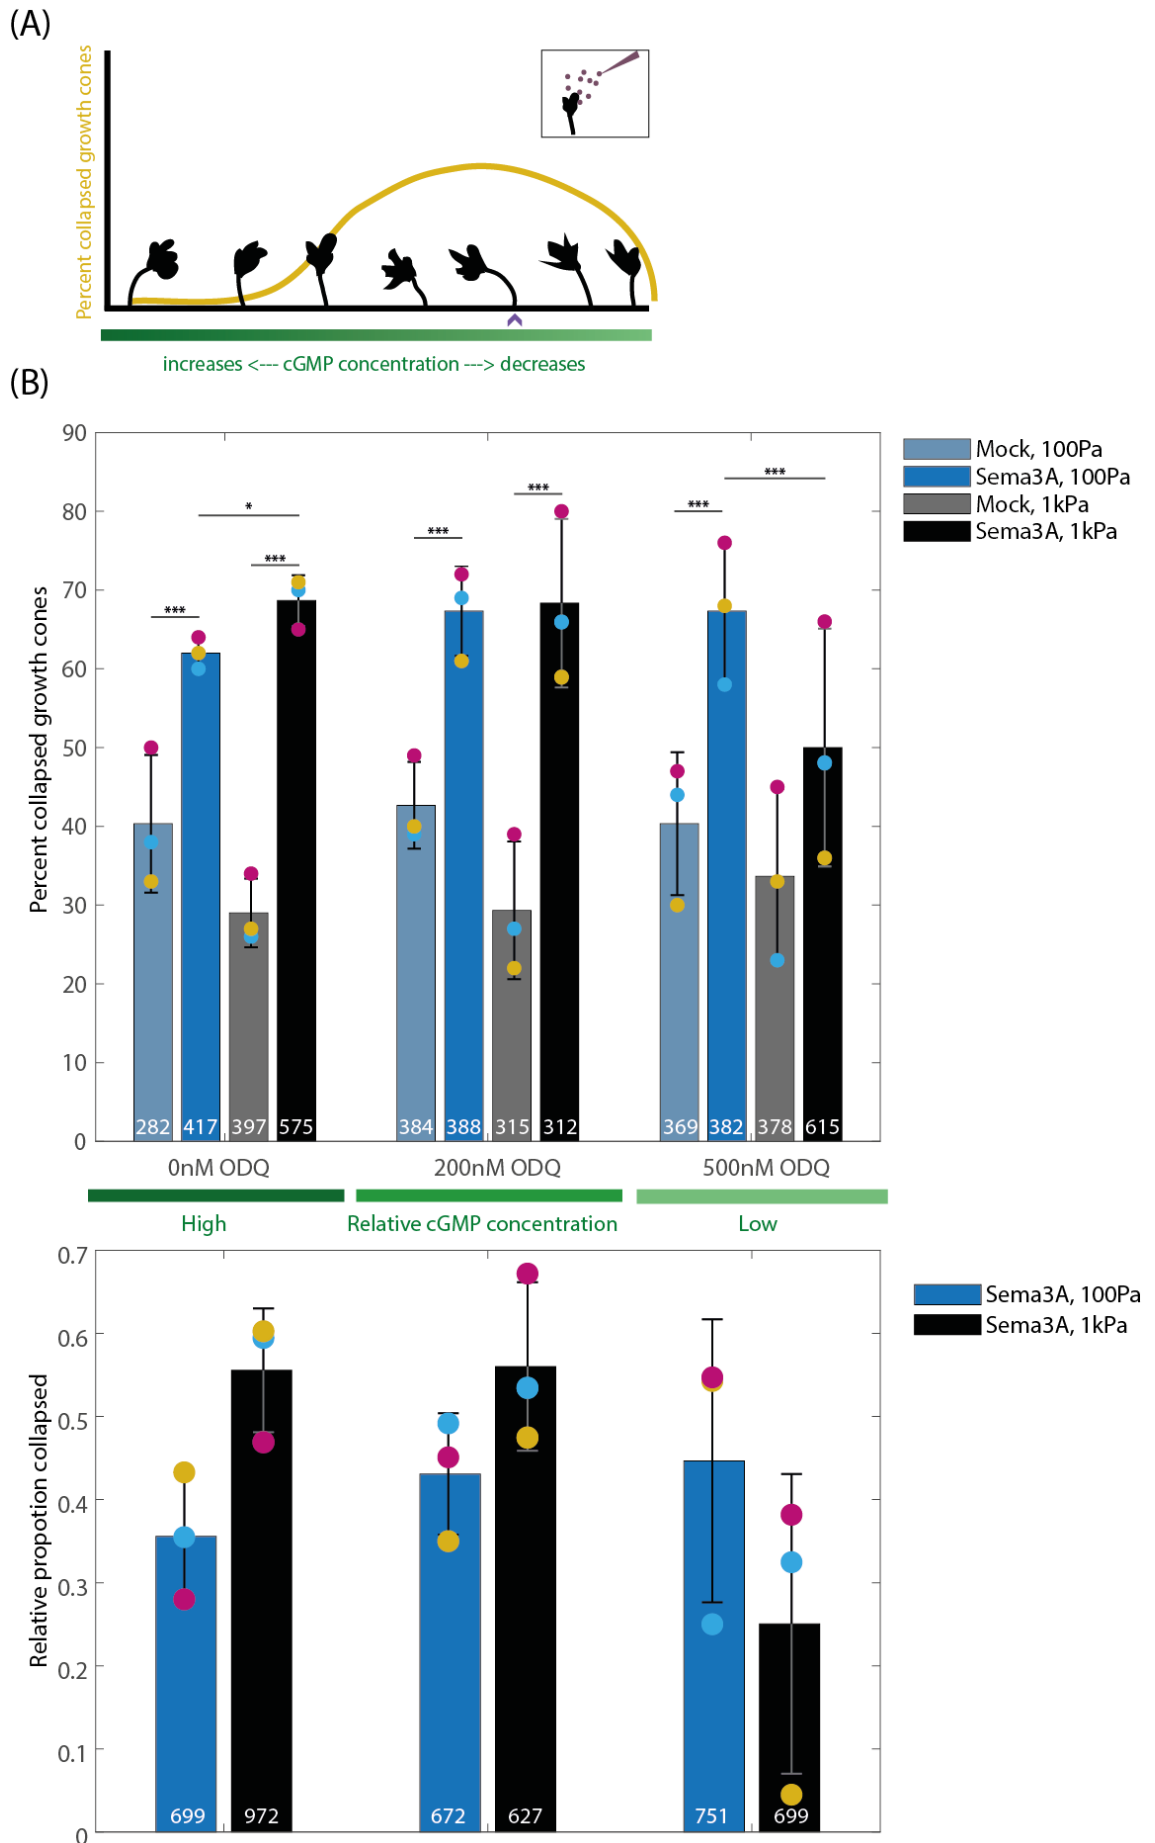 (A)
Percent collapsed growth cones
increases <--- cGMP concentration ---> decreases
(B)
Percent collapsed growth cones
90
80
70
60
50
40
30
20
10
0
*
***
***
***
***
***
***
Mock, 100Pa
Sema3A, 100Pa
Mock, 1kPa
Sema3A, 1kPa
282 417 397 575 384 388 315 312 369 382 378 615
0nM ODQ 200nM ODQ 500nM ODQ
High Relative cGMP concentration Low
Relative propotion collapsed
0.7
0.6
0.5
0.4
0.3
0.2
0.1
0
Sema3A, 100Pa
Sema3A, 1kPa
699 972 672 627 751 699